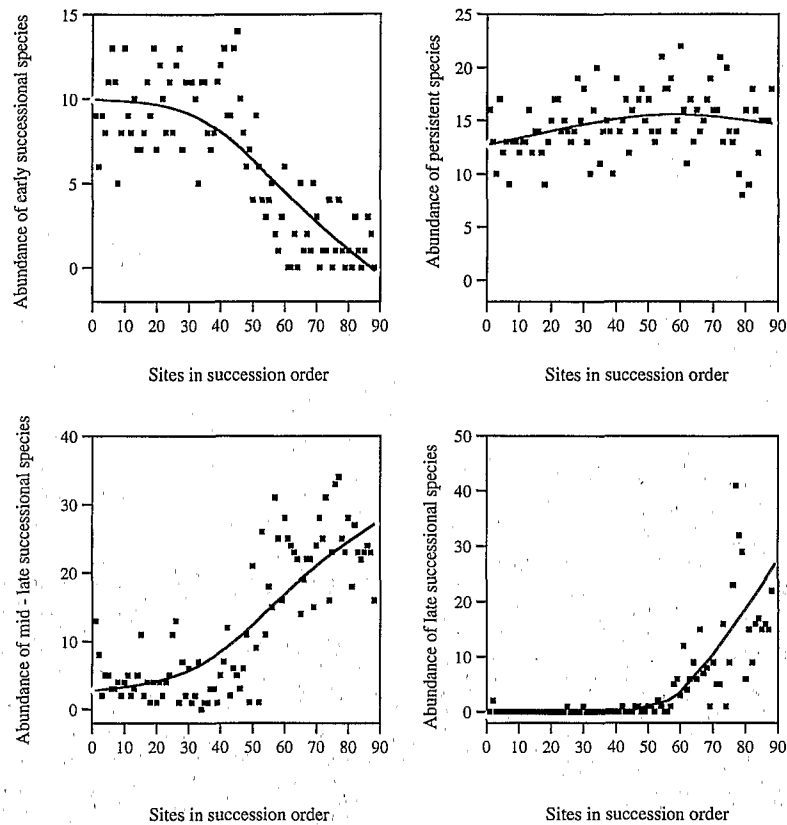 Abundance of early successional species
15
10
5
0
0 10 20 30 40 50 60 70 80 90
Sites in succession order
Abundance of persistent species
25
20
15
10
5
0
0 10 20 30 40 50 60 70 80 90
Sites in succession order
Abundance of mid - late successional species
40
30
20
10
0
0 10 20 30 40 50 60 70 80 90
Sites in succession order
Abundance of late successional species
50
40
30
20
10
0
0 10 20 30 40 50 60 70 80 90
Sites in succession order